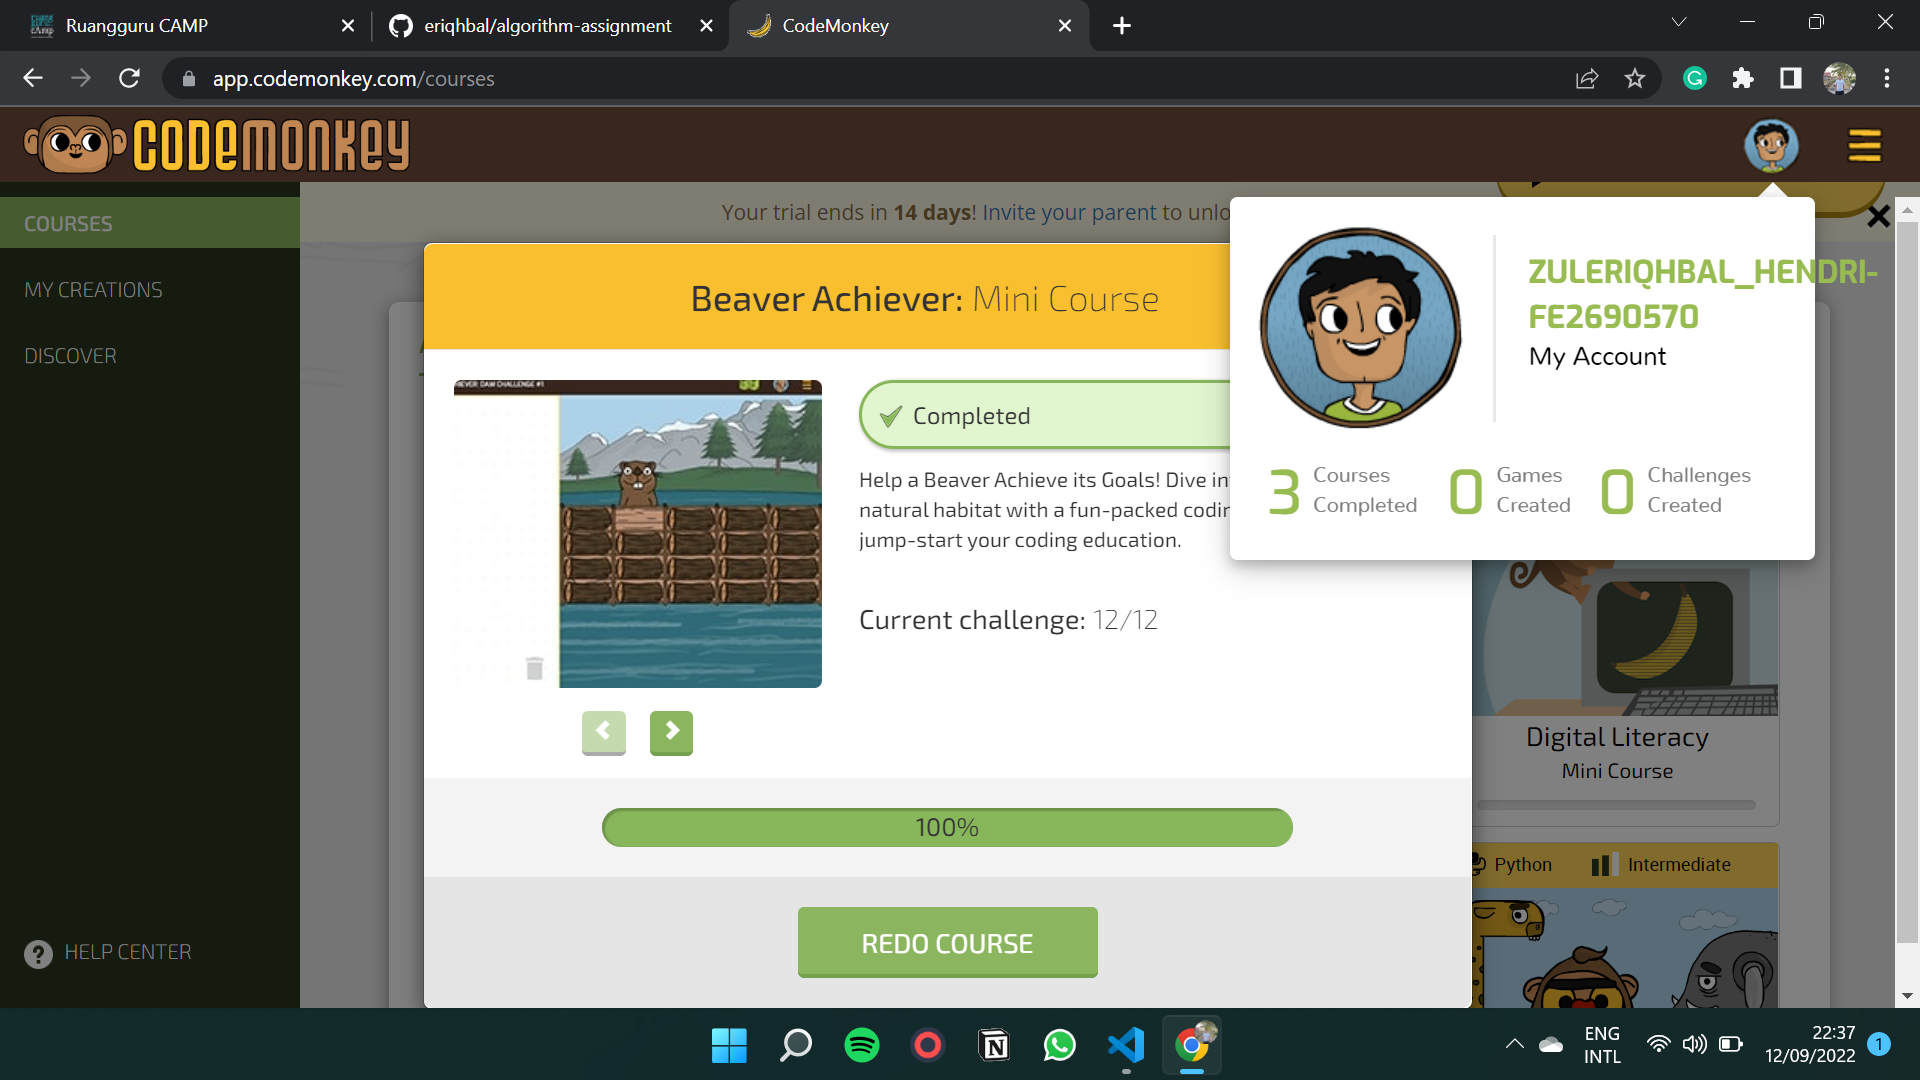 Ruangguru CAMP
eriqhbal/algorithm-assignment
CodeMonkey
app.codemonkey.com/courses
CODEMONKEY
COURSES
MY CREATIONS
DISCOVER
HELP CENTER
Your trial ends in 14 days! Invite your parent to unlo
Beaver Achiever: Mini Course
Completed
Help a Beaver Achieve its Goals! Dive in
natural habitat with a fun-packed codin
jump-start your coding education.
Current challenge: 12/12
100%
REDO COURSE
ZULERIQHBAL_HENDRI-
FE2690570
My Account
3 Courses Completed
0 Games Created
0 Challenges Created
Digital Literacy
Mini Course
Python Intermediate
ENG
INTL
22:37
12/09/2022
1